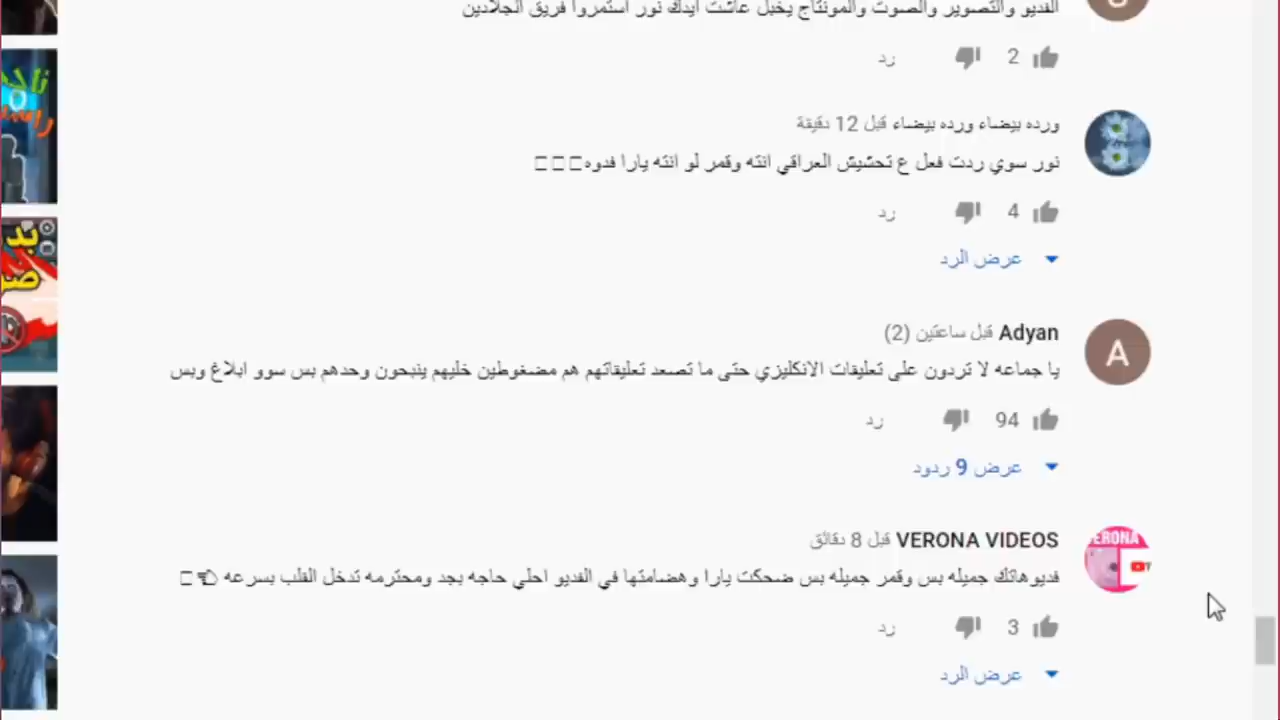 الفديو والتصوير والصوت والمونتاج يخبل عاشت ايدك نور استمروا فريق الجلادين
2 رد
ورده بيضاء ورده بيضاء قبل 12 دقيقة
نور سوي ردت فعل ع تحشيش العراقي انته وقمر لو انته يارا فدوه
4 رد
عرض الرد
Adyan قبل ساعتين (2)
يا جماعه لا تردون على تعليقات الانكليزي حتى ما تصعد تعليقاتهم هم مضغوطين خليهم ينبحون وحدهم بس سوو ابلاغ وبس
94 رد
عرض 9 ردود
A
VERONA VIDEOS قبل 8 دقائق
فديوهاتك جميله بس وقمر جميله بس ضحكت يارا وهضامتها في الفديو احلي حاجه بجد ومحترمه تدخل القلب بسرعه
ERONA
3 رد
عرض الرد